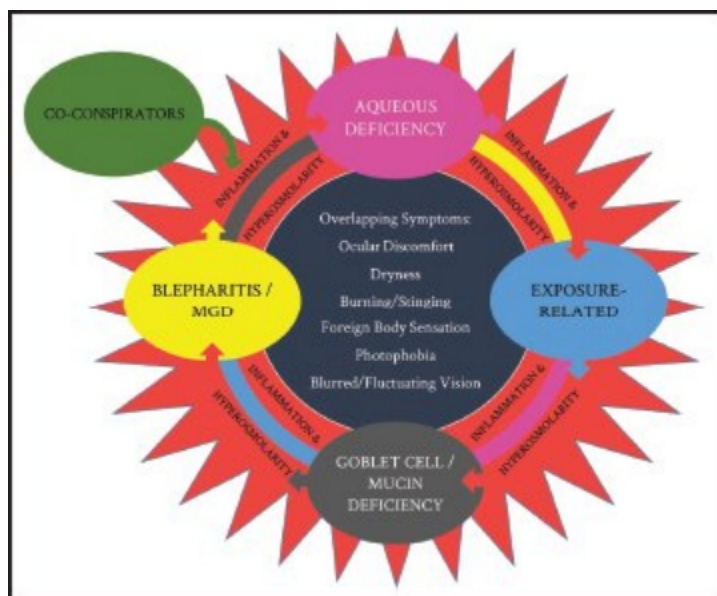 CO-CONSPIRATORS
AQUEOUS
DEFICIENCY
INFLAMMATION &
HYPEROSMOLARITY
INFLAMMATION &
HYPEROSMOLARITY
Overlapping Symptoms:
Ocular Discomfort
Dryness
Burning/Stinging
Foreign Body Sensation
Photophobia
Blurred/Fluctuating Vision
BLEPHARITIS /
MGD
EXPOSURE-
RELATED
INFLAMMATION &
HYPEROSMOLARITY
INFLAMMATION &
HYPEROSMOLARITY
GOBLET CELL /
MUCIN
DEFICIENCY